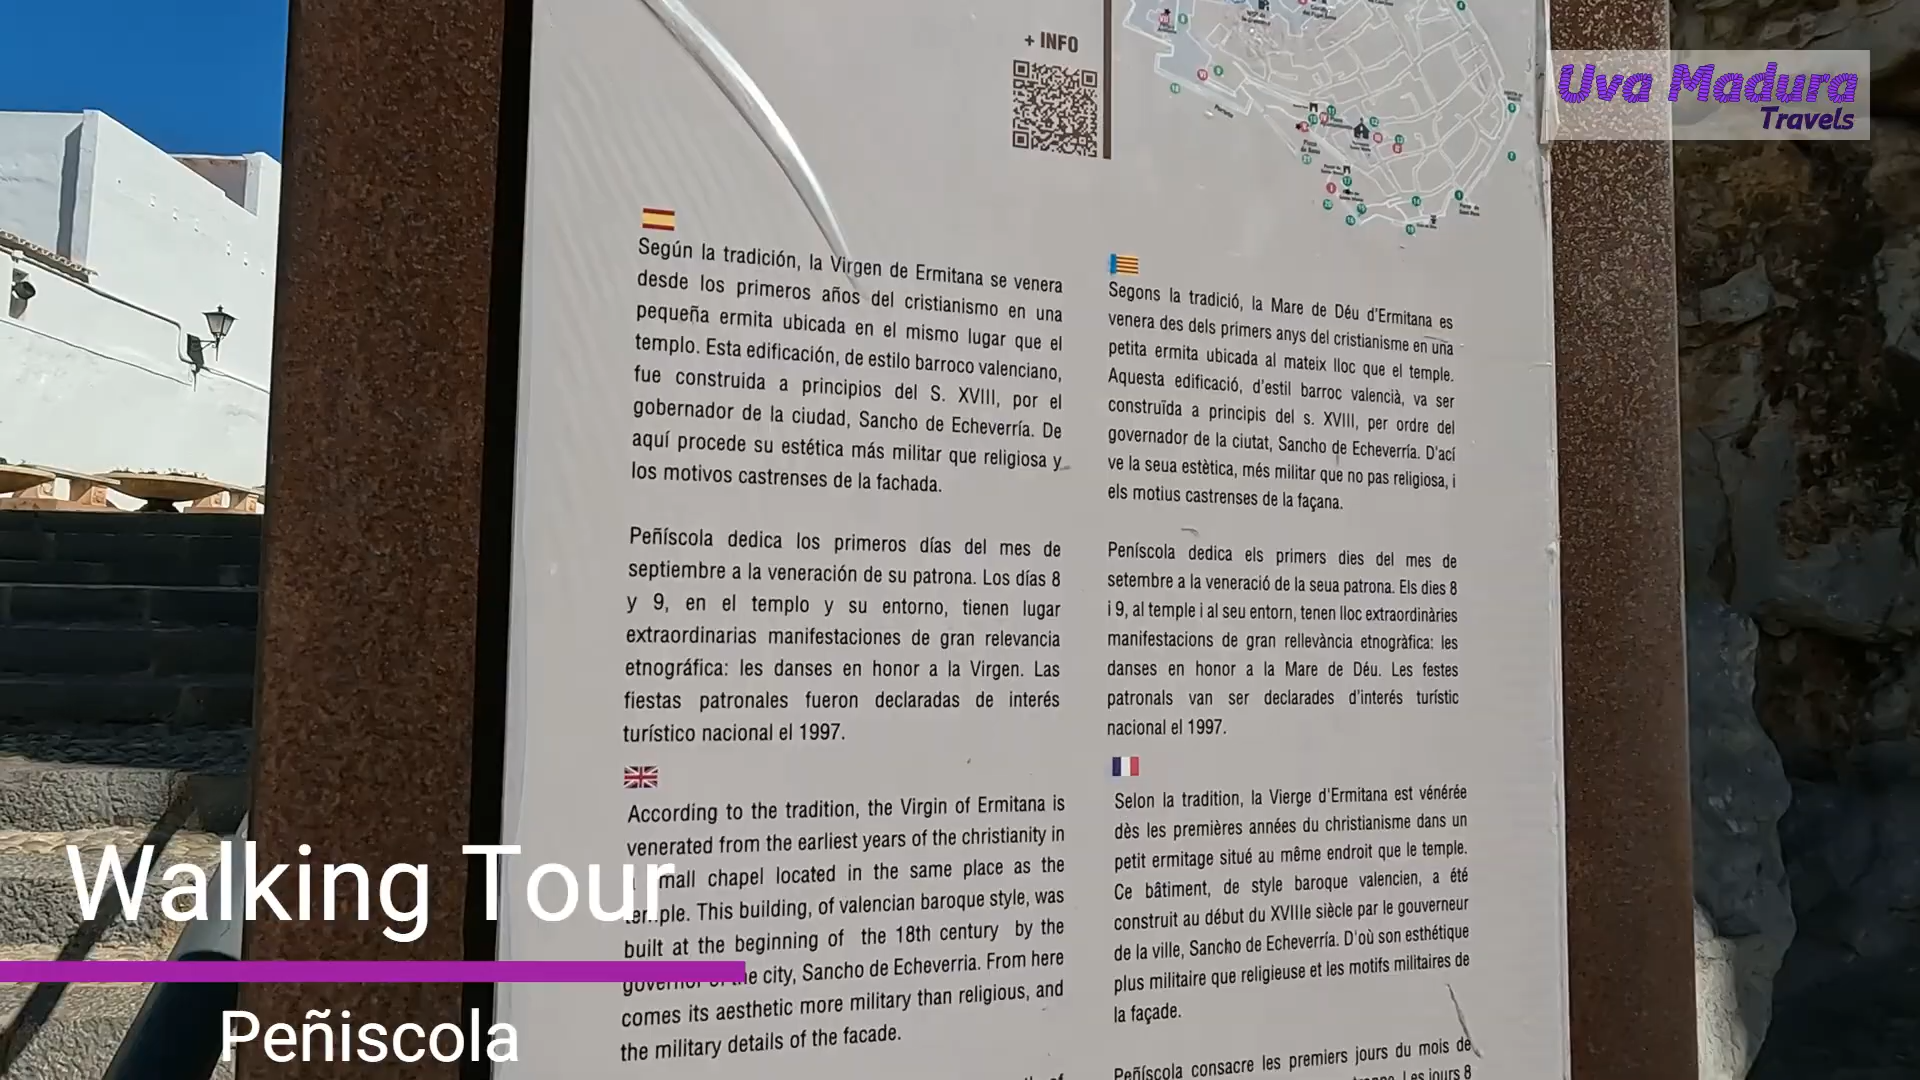 + INFO
Uva Madura
Travels
Según la tradición, la Virgen de Ermitana se venera
desde los primeros años del cristianismo en una
pequeña ermita ubicada en el mismo lugar que el
templo. Esta edificación, de estilo barroco valenciano,
fue construida a principios del S. XVIII, por el
gobernador de la ciudad, Sancho de Echeverría. De
aquí procede su estética más militar que religiosa y
los motivos castrenses de la fachada.
Peñíscola dedica los primeros días del mes de
septiembre a la veneración de su patrona. Los días 8
y 9, en el templo y su entorno, tienen lugar
extraordinarias manifestaciones de gran relevancia
etnográfica: les danses en honor a la Virgen. Las
fiestas patronales fueron declaradas de interés
turístico nacional el 1997.
Segons la tradició, la Mare de Déu d'Ermitana es
venera des dels primers anys del cristianisme en una
petita ermita ubicada al mateix lloc que el temple.
Aquesta edificació, d'estil barroc valencià, va ser
construïda a principis del s. XVIII, per ordre del
governador de la ciutat, Sancho de Echeverría. D'ací
ve la seua estètica, més militar que no pas religiosa, i
els motius castrenses de la façana.
Peníscola dedica els primers dies del mes de
setembre a la veneració de la seua patrona. Els dies 8
i 9, al temple i al seu entorn, tenen lloc extraordinàries
manifestacions de gran rellevància etnogràfica: les
danses en honor a la Mare de Déu. Les festes
patronals van ser declarades d'interés turístic
nacional el 1997.
According to the tradition, the Virgin of Ermitana is
venerated from the earliest years of the christianity in
mall chapel located in the same place as the
temple. This building, of valencian baroque style, was
built at the beginning of the 18th century by the
governor of the city, Sancho de Echeverria. From here
comes its aesthetic more military than religious, and
the military details of the facade.
Selon la tradition, la Vierge d'Ermitana est vénérée
dès les premières années du christianisme dans un
petit ermitage situé au même endroit que le temple.
Ce bâtiment, de style baroque valencien, a été
construit au début du XVIIIe siècle par le gouverneur
de la ville, Sancho de Echeverría. D'où son esthétique
plus militaire que religieuse et les motifs militaires de
la façade.
Peñíscola consacre les premiers jours du mois de
Les jours 8
Walking Tour
Peñiscola